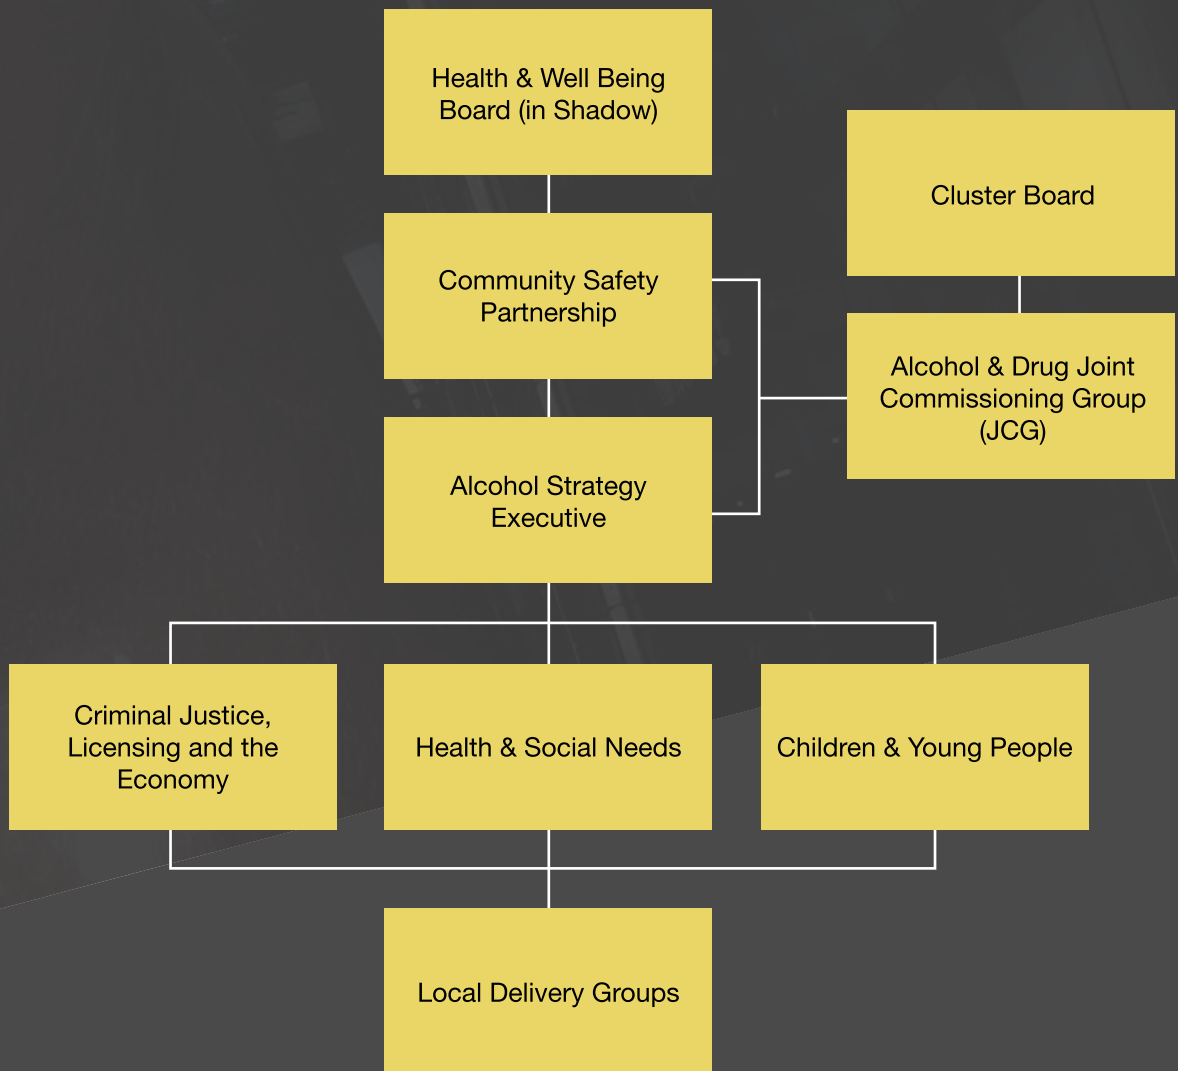 Health & Well Being
Board (in Shadow)
Cluster Board
Community Safety
Partnership
Alcohol & Drug Joint
Commissioning Group
(JCG)
Alcohol Strategy
Executive
Criminal Justice,
Licensing and the
Economy
Health & Social Needs
Children & Young People
Local Delivery Groups